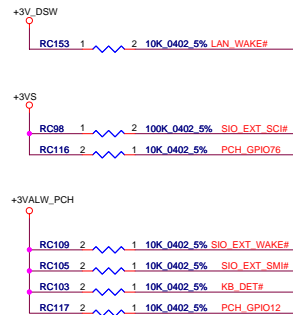 +3V_DSW
RC153 1 2 10K_0402_5% LAN_WAKE#
+3VS
RC98 1 2 100K_0402_5% SIO_EXT_SCI#
RC116 2 1 10K_0402_5% PCH_GPIO76
+3VALW_PCH
RC109 2 1 10K_0402_5% SIO_EXT_WAKE#
RC105 2 1 10K_0402_5% SIO_EXT_SMI#
RC103 2 1 10K_0402_5% KB_DET#
RC117 2 1 10K_0402_5% PCH_GPIO12